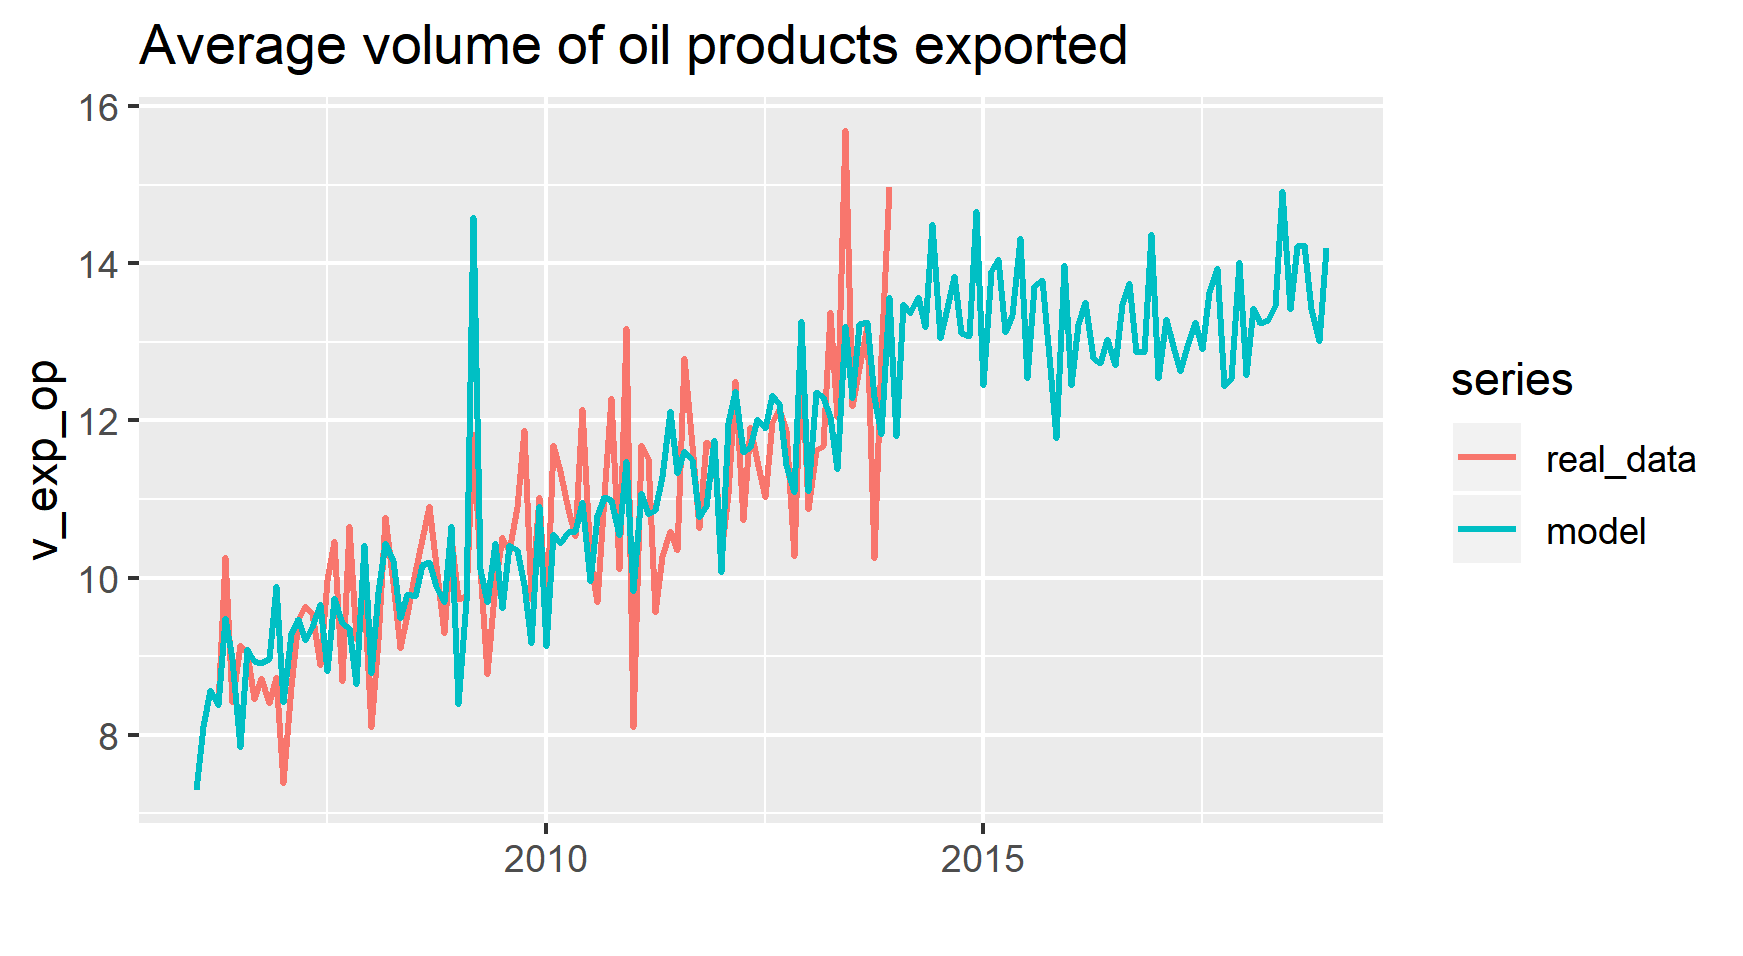 Average volume of oil products exported
16
14
12
10
8
v_exp_op
2010
2015
series
real_data
model